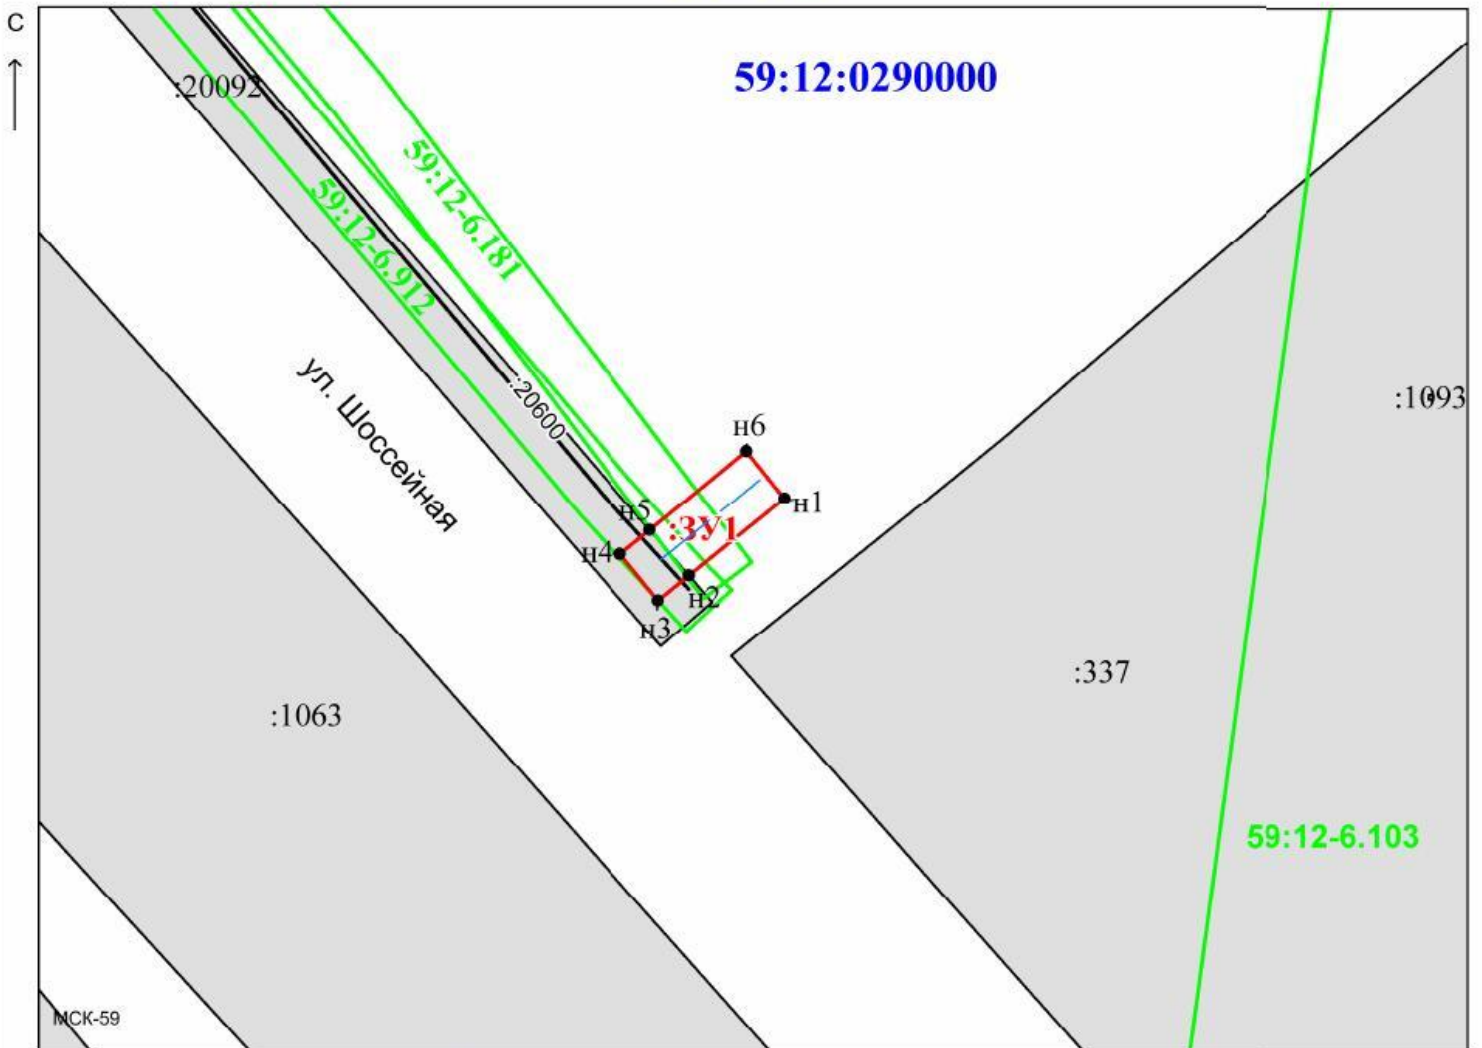 С
59:12:0290000
:20092
59:12-6.181
59:12-6.912
ул. Шоссейная
:20600
:1093
н6
н1
н5
:ЗУ1
н4
н2
н3
:337
:1063
59:12-6.103
МСК-59